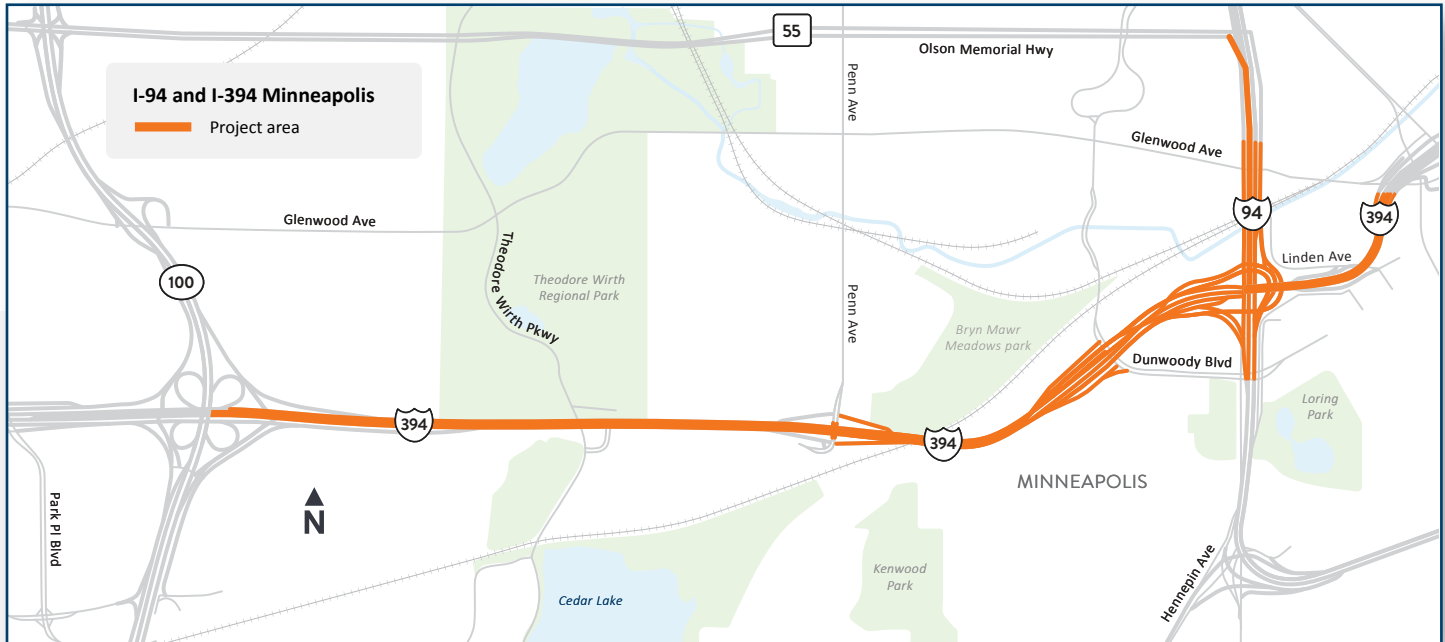 55
Olson Memorial Hwy
I-94 and I-394 Minneapolis
Project area
Penn Ave
Glenwood Ave
Glenwood Ave
94
394
Linden Ave
100
Theodore Wirth Pkwy
Theodore Wirth
Regional Park
Penn Ave
Bryn Mawr
Meadows park
Dunwoody Blvd
Loring
Park
394
394
MINNEAPOLIS
N
Park Pl Blvd
Hennepin Ave
Kenwood
Park
Cedar Lake